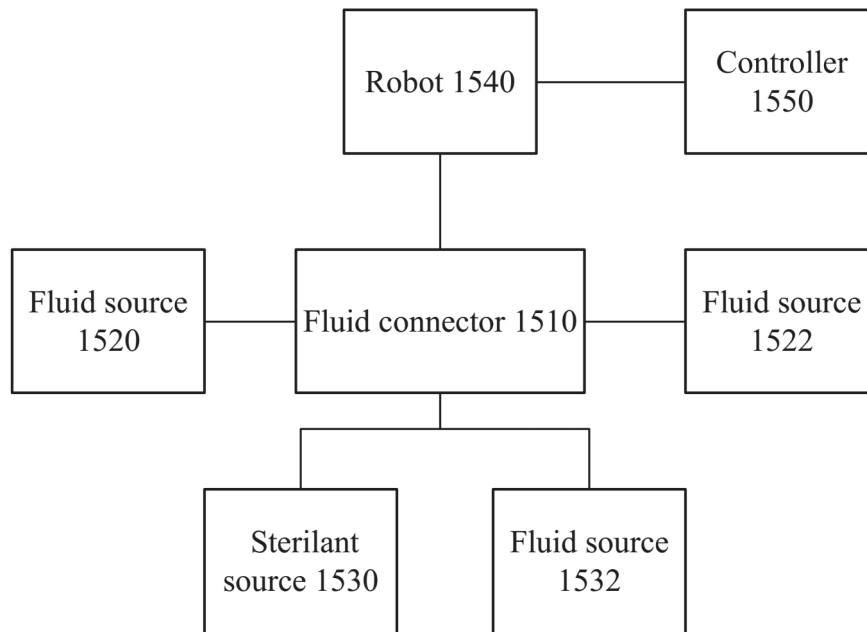 Robot 1540
Controller
1550
Fluid source
1520
Fluid connector 1510
Fluid source
1522
Sterilant
source 1530
Fluid source
1532